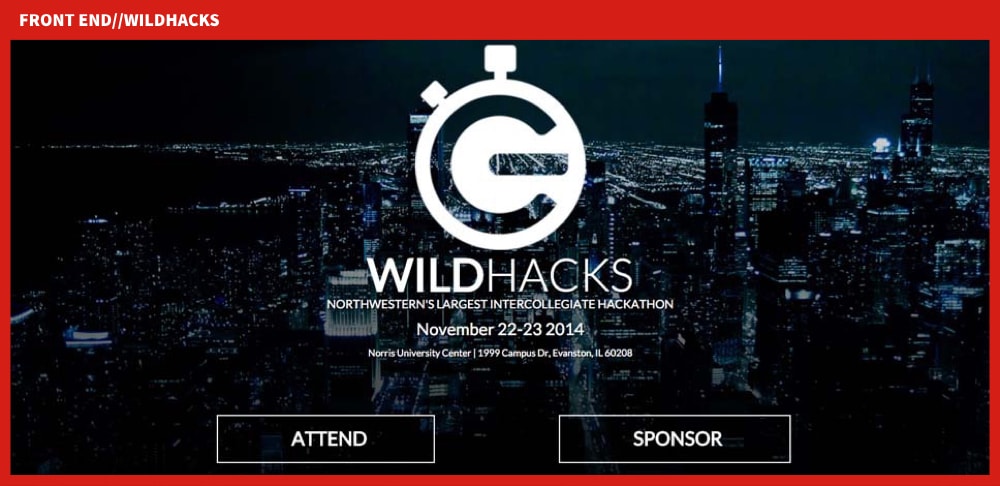 FRONT END//WILDHACKS
WILDHACKS
NORTHWESTERN'S LARGEST INTERCOLLEGIATE HACKATHON
November 22-23 2014
Norris University Center | 1999 Campus Dr, Evanston, IL 60208
ATTEND
SPONSOR